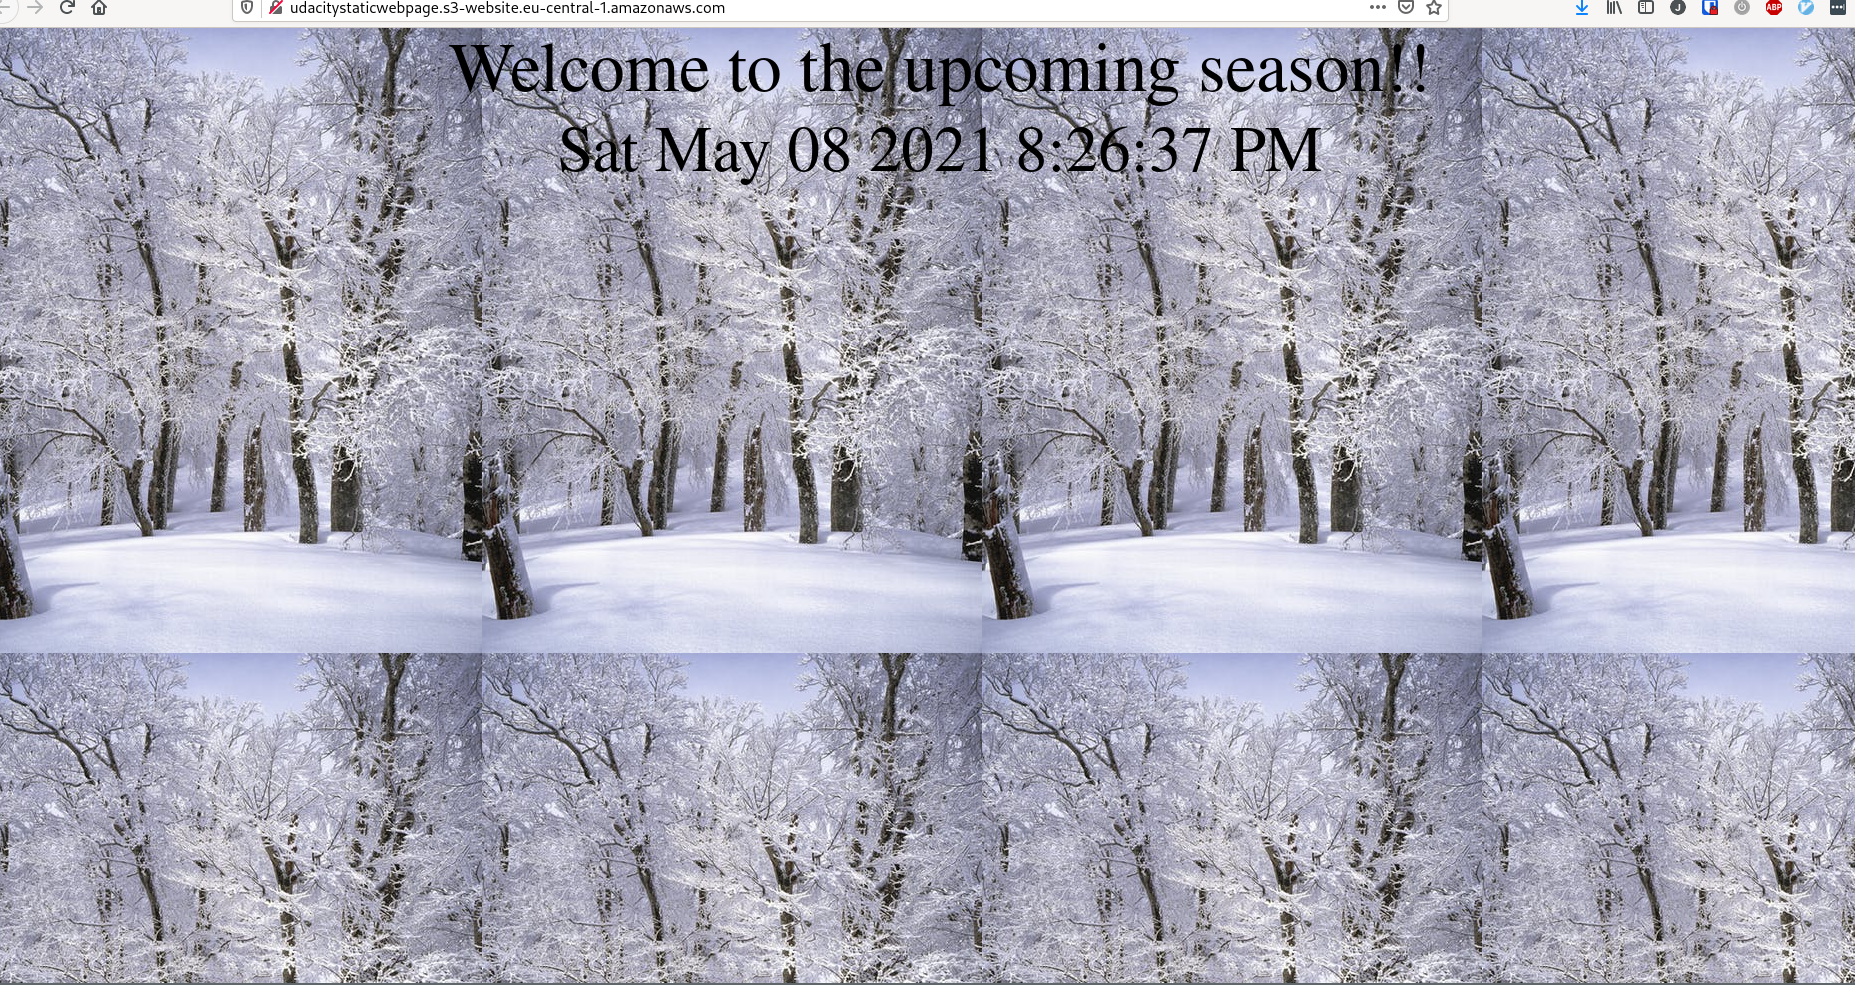 udacitystaticwebpage.s3-website.eu-central-1.amazonaws.com
ABP
Welcome to the upcoming season!!
Sat May 08 2021 8:26:37 PM